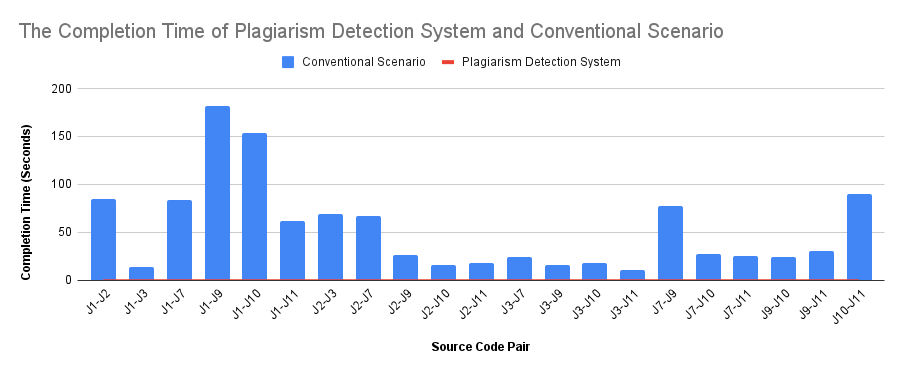 The Completion Time of Plagiarism Detection System and Conventional Scenario
Conventional Scenario Plagiarism Detection System
Completion Time (Seconds)
200
150
100
50
0
J1-J2 J1-J3 J1-J7 J1-J9 J1-J10 J1-J11 J2-J3 J2-J7 J2-J9 J2-J10 J2-J11 J3-J7 J3-J9 J3-J10 J3-J11 J7-J9 J7-J10 J7-J11 J9-J10 J9-J11 J10-J11
Source Code Pair